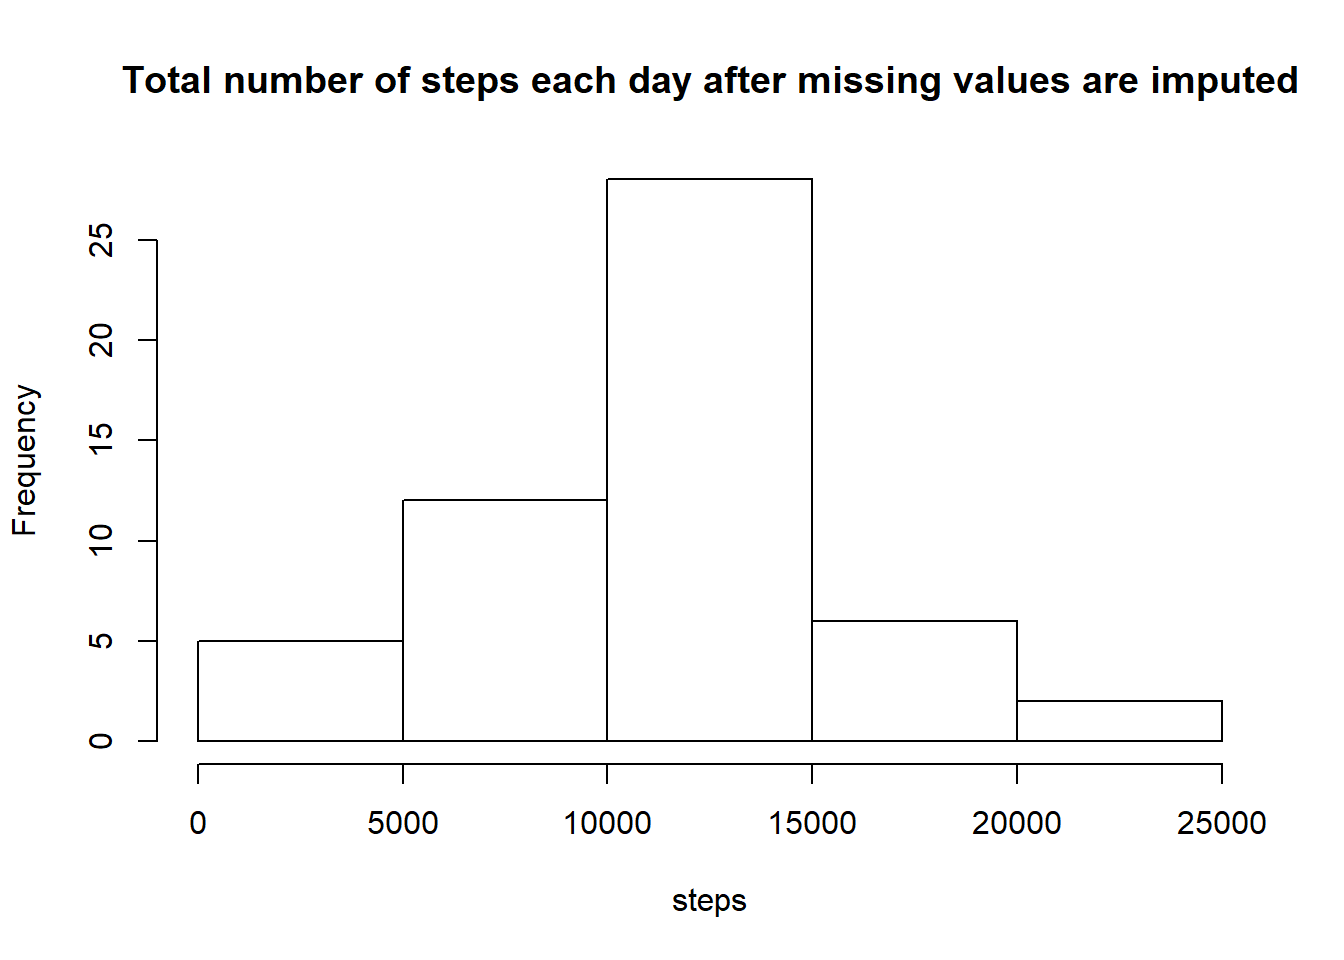 Total number of steps each day after missing values are imputed
Frequency
25
20
15
10
5
0
0 5000 10000 15000 20000 25000
steps